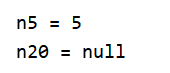 n5 = 5
n20 = null